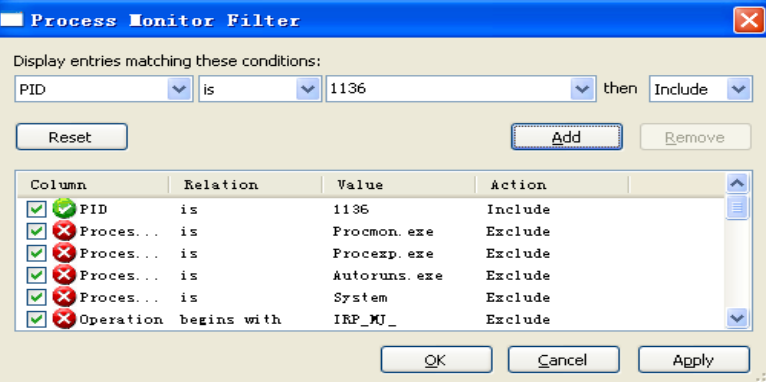 Process Monitor Filter
Display entries matching these conditions:
PID is 1136 then Include
Reset Add Remove
Column Relation Value Action
PID is 1136 Include
Proces... is Procmon.exe Exclude
Proces... is Procexp.exe Exclude
Proces... is Autoruns.exe Exclude
Proces... is System Exclude
Operation begins with IRP_MJ_ Exclude
OK Cancel Apply